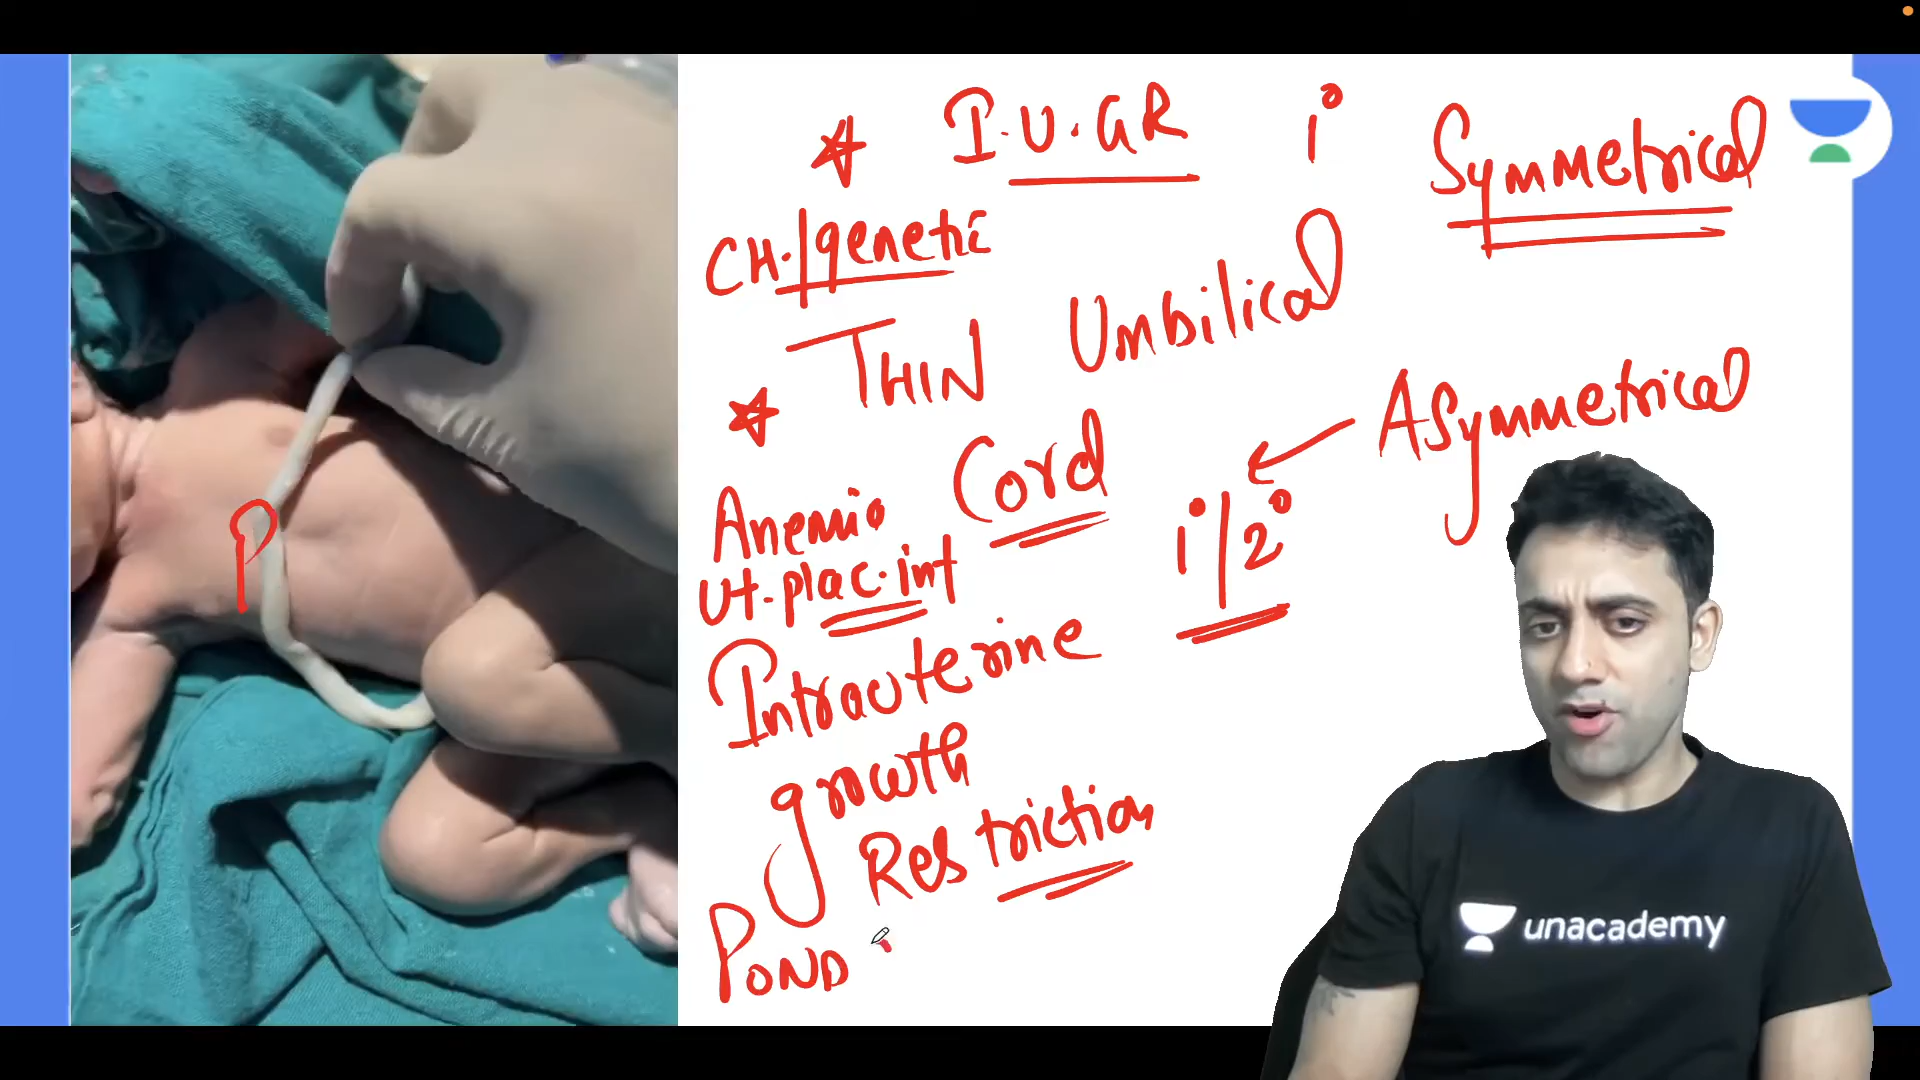 I.U.GR 1° Symmetrical
CH./genetic
THIN Umbilical
Cord
Asymmetrical
Anemia
1°/2°
Ut-plac.int
Intrauterine
growth
Restriction
POND
P
unacademy